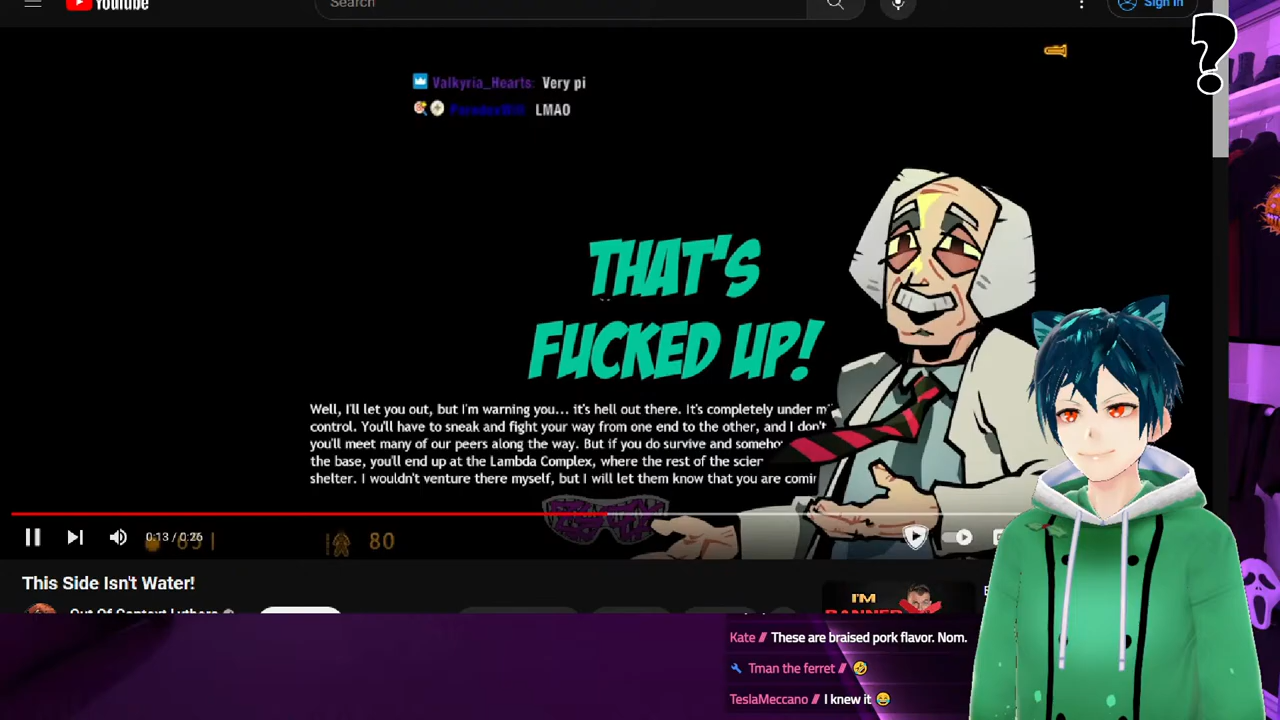 YouTube
Search
Sign in
Valkyria_Hearts: Very pi
LMAO
THAT'S
FUCKED UP!
Well, I'll let you out, but I'm warning you... it's hell out there. It's completely under m
control. You'll have to sneak and fight your way from one end to the other, and I don't
you'll meet many of our peers along the way. But if you do survive and someho
the base, you'll end up at the Lambda Complex, where the rest of the scier
shelter. I wouldn't venture there myself, but I will let them know that you are comi
0:13 / 0:26
80
This Side Isn't Water!
Out Of Context Luthers
I'M
Kate // These are braised pork flavor. Nom.
Tman the ferret // 🤣
TeslaMeccano // I knew it 😂